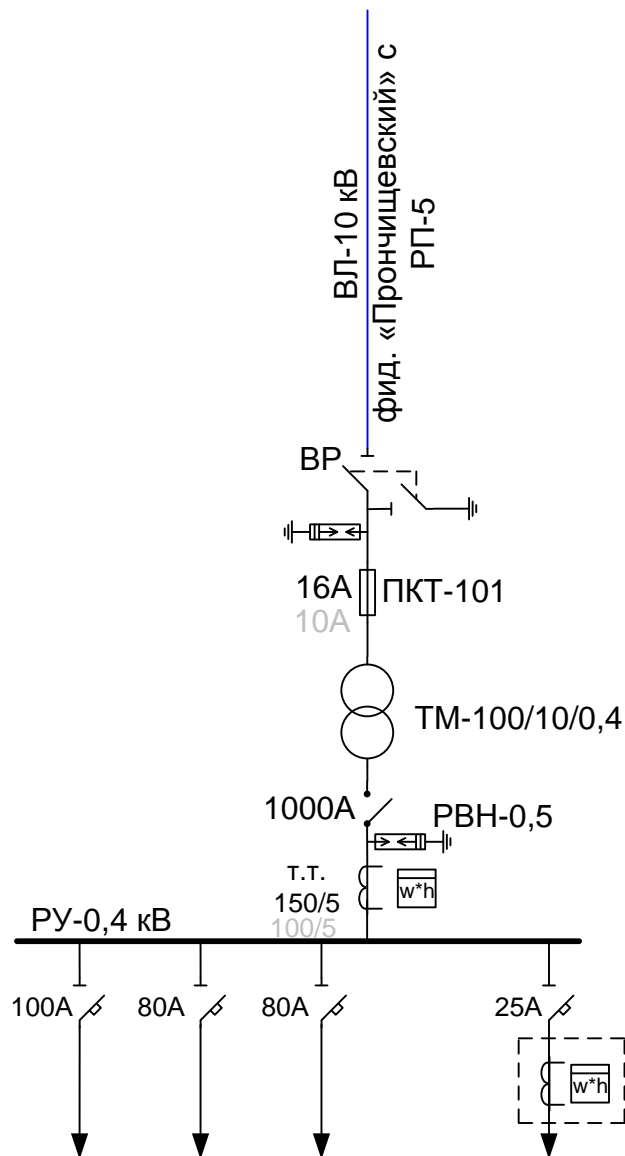 ВЛ-10 кВ
фид. «Прончищевский» с
РП-5
ВР
16А
ПКТ-101
10А
ТМ-100/10/0,4
1000А
РВН-0,5
т.т.
150/5
w*h
100/5
РУ-0,4 кВ
100А
80А
80А
25А
w*h